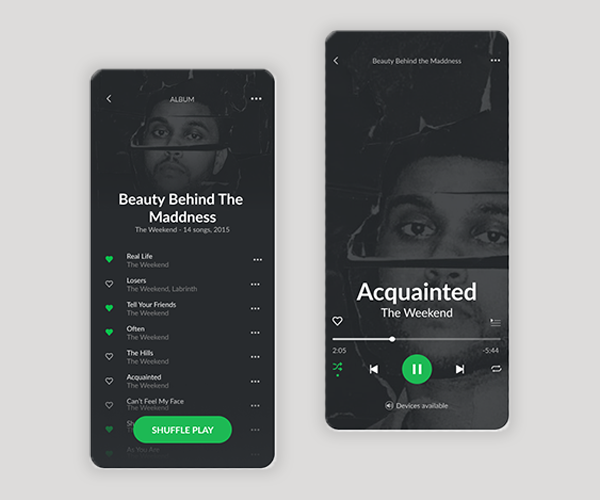 ALBUM
Beauty Behind The
Maddness
The Weekend - 14 songs, 2015
Real Life
The Weekend
Losers
The Weekend, Labrinth
Tell Your Friends
The Weekend
Often
The Weekend
The Hills
The Weekend
Acquainted
The Weekend
Can't Feel My Face
The Weekend
SHUFFLE PLAY
As You Are
Beauty Behind the Maddness
Acquainted
The Weekend
2:05
-5:44
Devices available